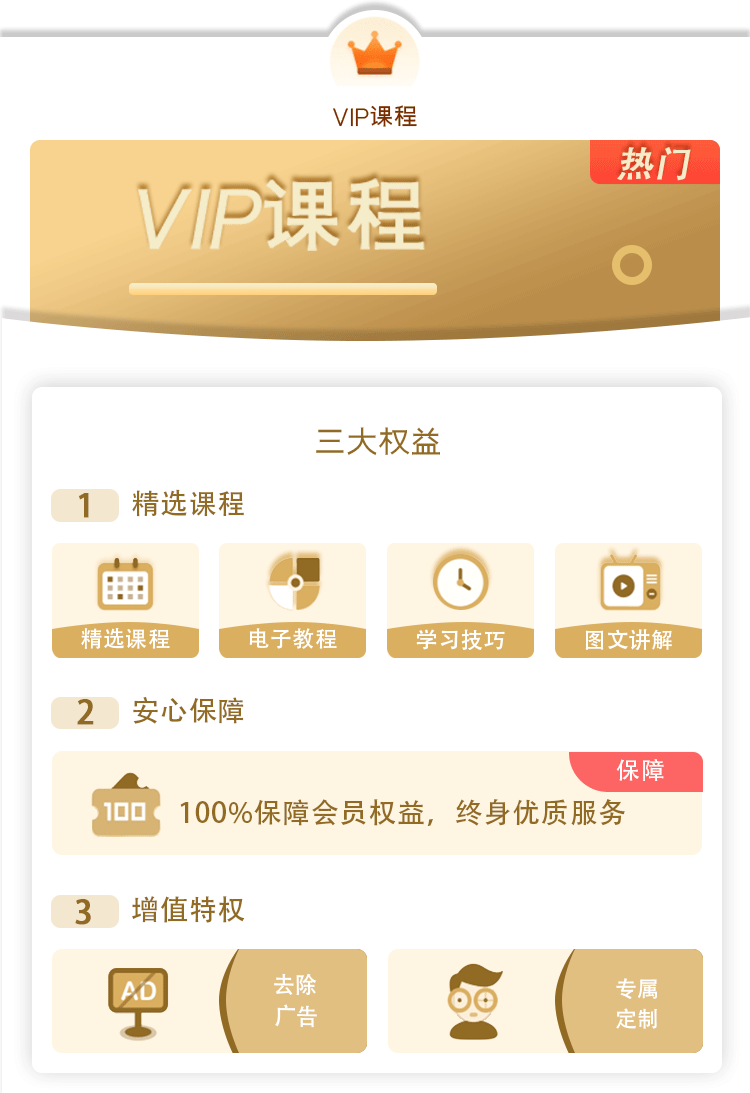 VIP课程
热门
VIP课程
三大权益
1 精选课程
精选课程 电子教程 学习技巧 图文讲解
2 安心保障
保障
100 100%保障会员权益，终身优质服务
3 增值特权
AD
去除
广告
专属
定制